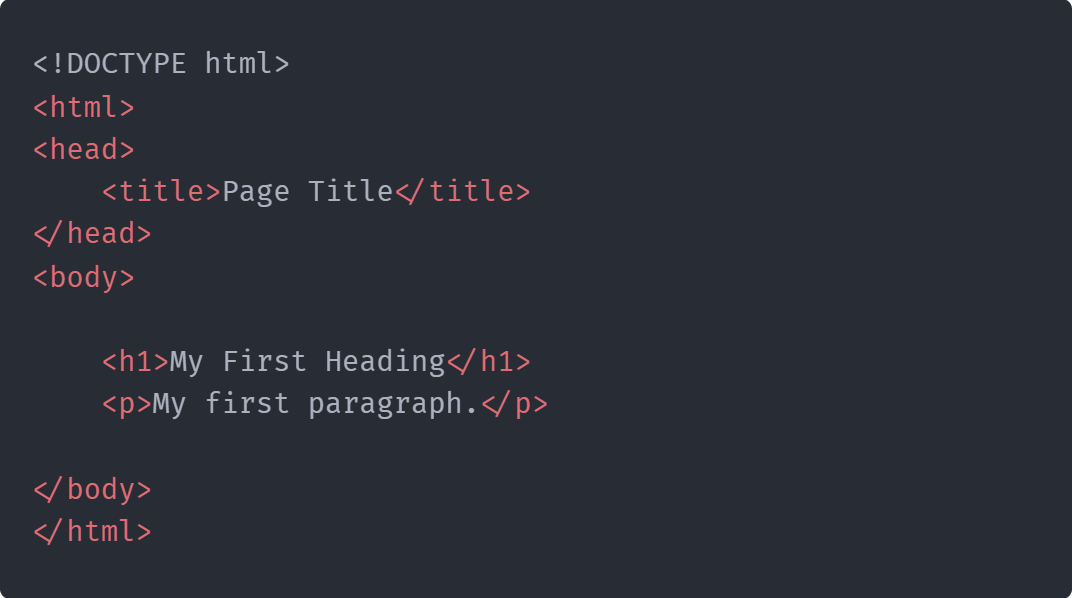 <!DOCTYPE html>
<html>
<head>
    <title>Page Title</title>
</head>
<body>

    <h1>My First Heading</h1>
    <p>My first paragraph.</p>

</body>
</html>